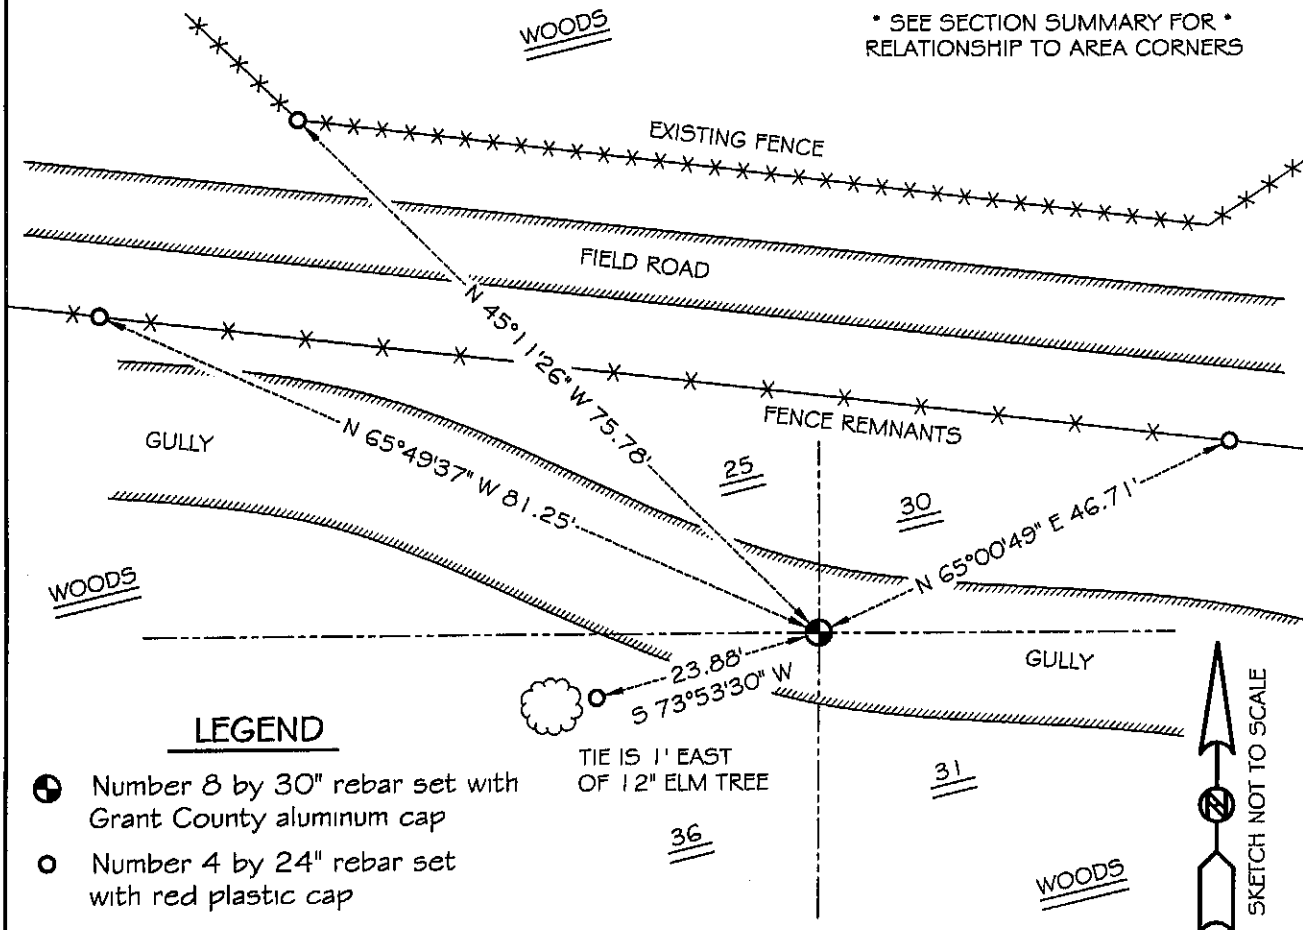 WOODS
* SEE SECTION SUMMARY FOR *
RELATIONSHIP TO AREA CORNERS
EXISTING FENCE
FIELD ROAD
N 45°11'26" W 75.78'
FENCE REMNANTS
GULLY
N 65°49'37" W 81.25'
25
30
N 65°00'49" E 46.71'
WOODS
23.88'
S 73°53'30" W
GULLY
TIE IS 1' EAST
OF 12" ELM TREE
31
36
WOODS
LEGEND
Number 8 by 30" rebar set with
Grant County aluminum cap
Number 4 by 24" rebar set
with red plastic cap
N
SKETCH NOT TO SCALE